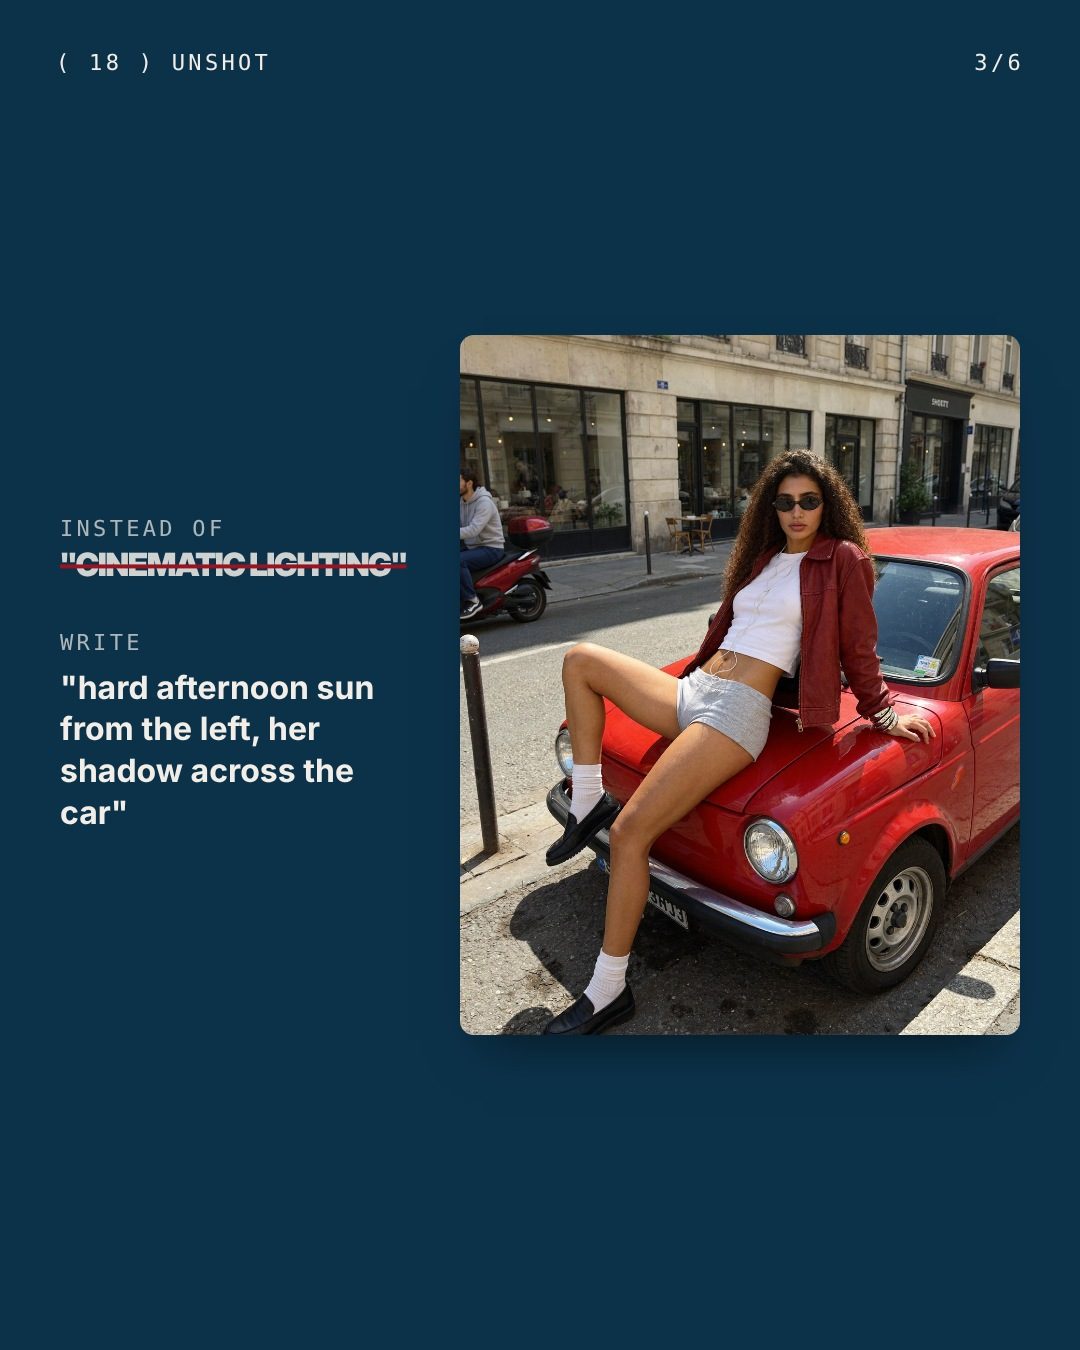 ( 18 ) UNSHOT
3/6
INSTEAD OF
"CINEMATIC LIGHTING"
WRITE
"hard afternoon sun
from the left, her
shadow across the
car"